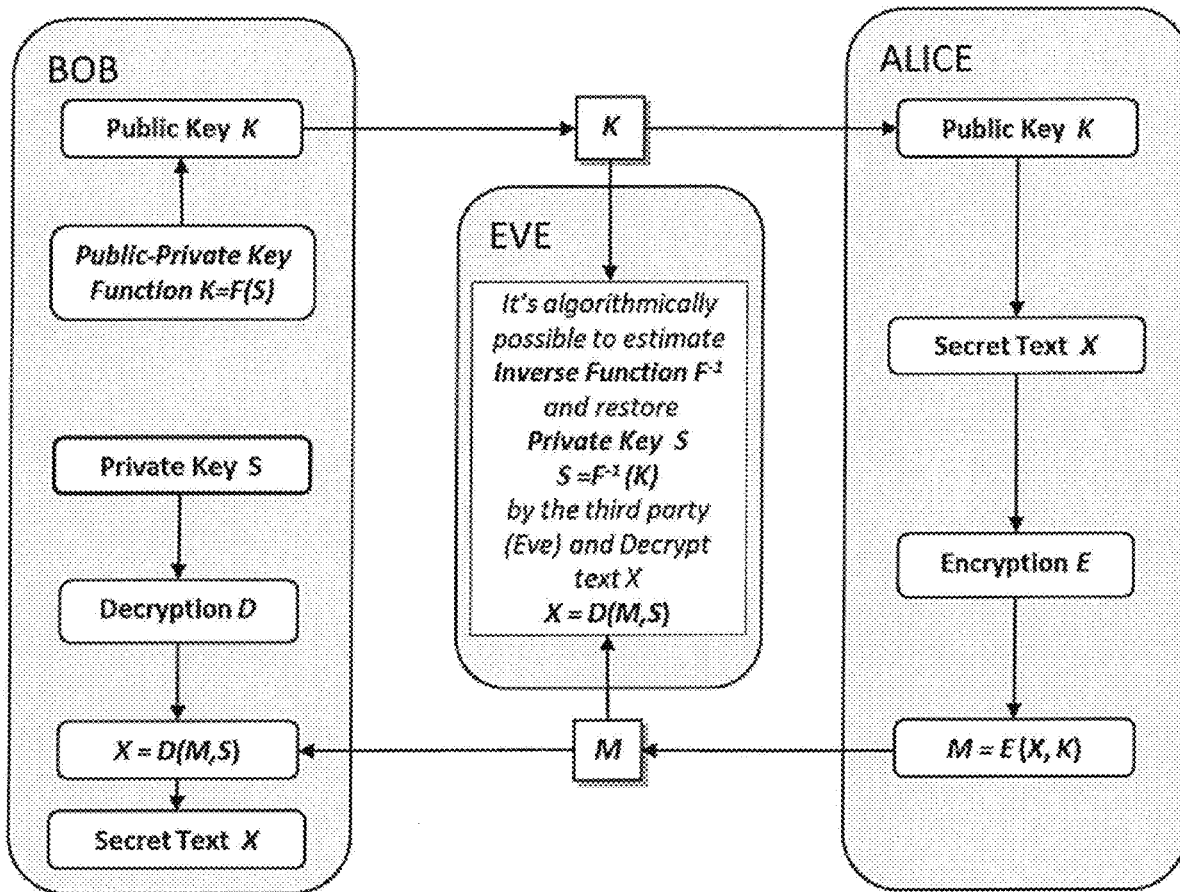 BOB
Public Key K
Public-Private Key
Function K=F(S)
Private Key S
Decryption D
X = D(M,S)
Secret Text X
K
EVE
It's algorithmically
possible to estimate
Inverse Function F⁻¹
and restore
Private Key S
S =F⁻¹ (K)
by the third party
(Eve) and Decrypt
text X
X = D(M,S)
M
ALICE
Public Key K
Secret Text X
Encryption E
M = E (X, K)